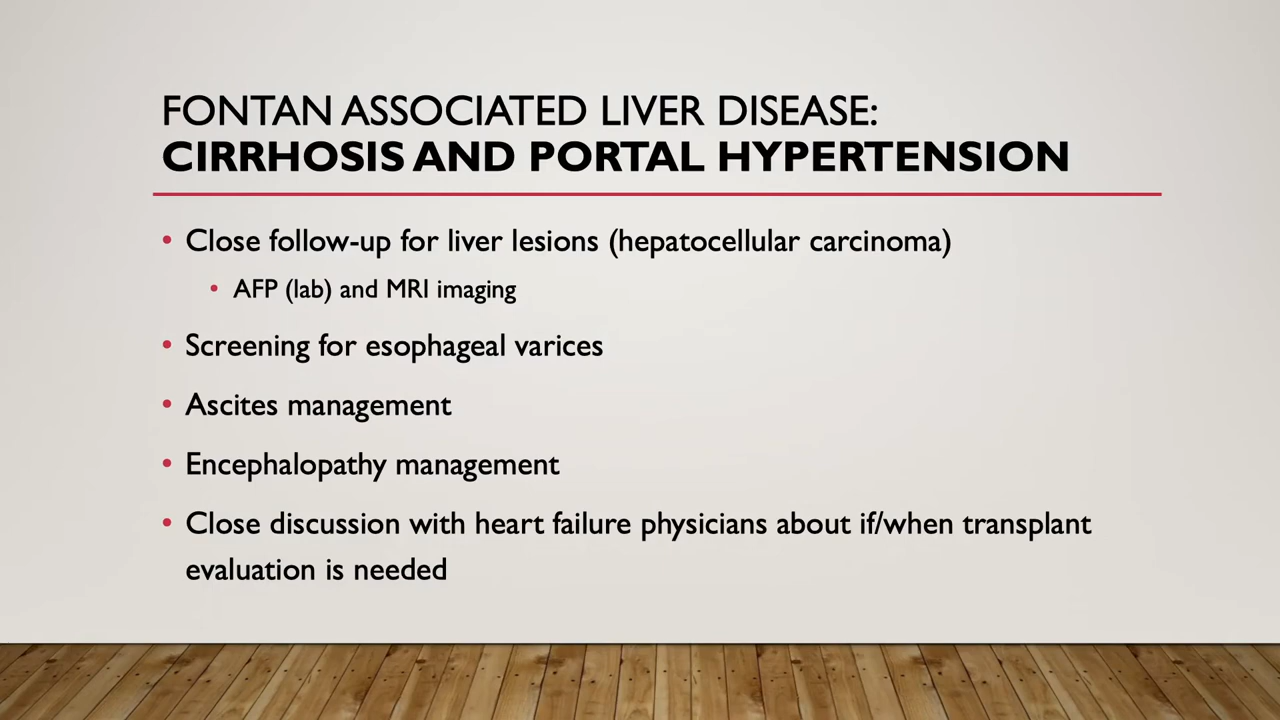 FONTAN ASSOCIATED LIVER DISEASE:
CIRRHOSIS AND PORTAL HYPERTENSION
• Close follow-up for liver lesions (hepatocellular carcinoma)
• AFP (lab) and MRI imaging
• Screening for esophageal varices
• Ascites management
• Encephalopathy management
• Close discussion with heart failure physicians about if/when transplant
evaluation is needed